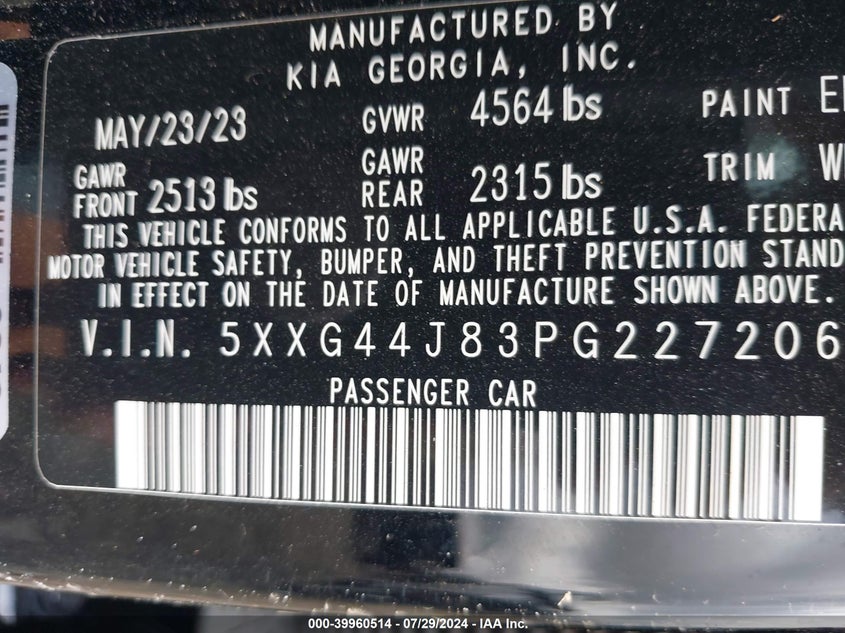 MANUFACTURED BY
KIA GEORGIA, INC.
MAY/23/23 GVWR 4564 lbs PAINT
GAWR FRONT 2513 lbs GAWR REAR 2315 lbs TRIM
THIS VEHICLE CONFORMS TO ALL APPLICABLE U.S.A. FEDERA
MOTOR VEHICLE SAFETY, BUMPER, AND THEFT PREVENTION STAND
IN EFFECT ON THE DATE OF MANUFACTURE SHOWN ABOVE.
V.I.N. 5XXG44J83PG227206
PASSENGER CAR
000-39960514 - 07/29/2024 - IAA Inc.